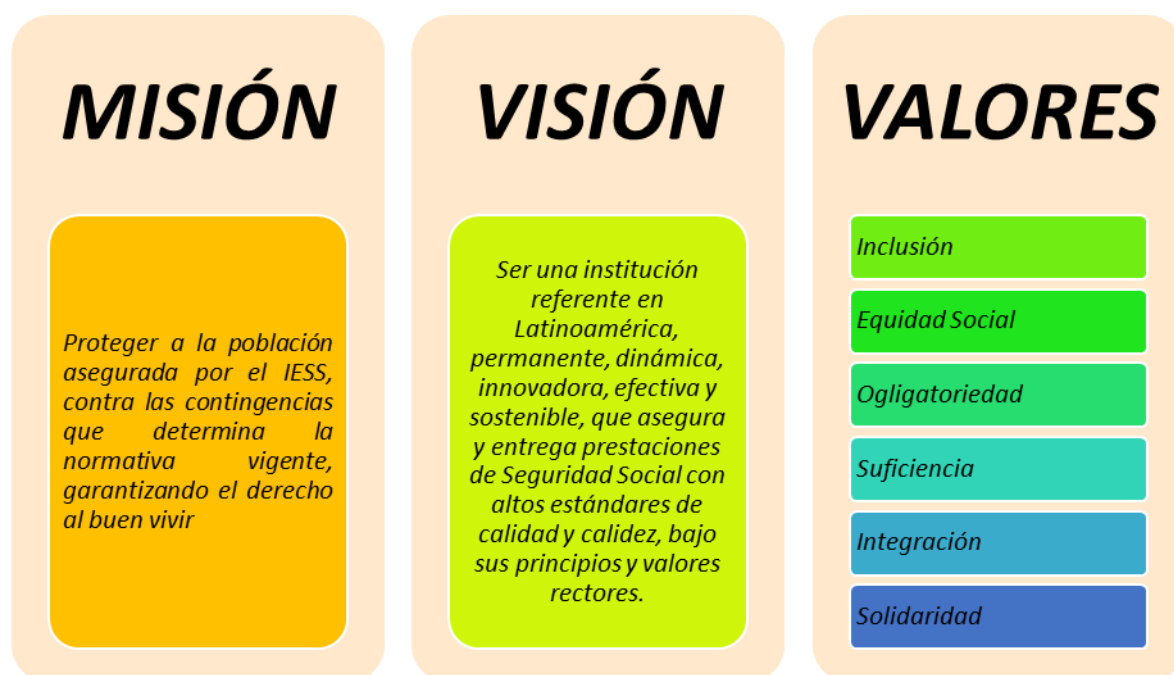 MISIÓN
Proteger a la población
asegurada por el IESS,
contra las contingencias
que determina la
normativa vigente,
garantizando el derecho
al buen vivir
VISIÓN
Ser una institución
referente en
Latinoamérica,
permanente, dinámica,
innovadora, efectiva y
sostenible, que asegura
y entrega prestaciones
de Seguridad Social con
altos estándares de
calidad y calidez, bajo
sus principios y valores
rectores.
VALORES
Inclusión
Equidad Social
Ogligatoriedad
Suficiencia
Integración
Solidaridad